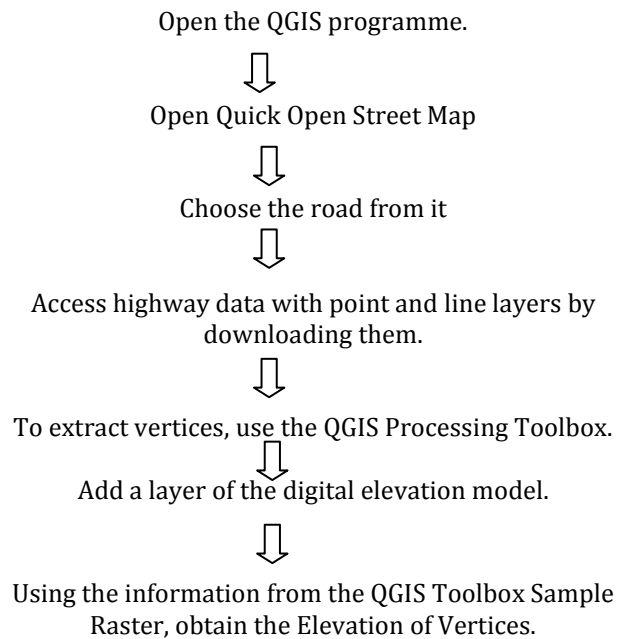 Open the QGIS programme.
Open Quick Open Street Map
Choose the road from it
Access highway data with point and line layers by
downloading them.
To extract vertices, use the QGIS Processing Toolbox.
Add a layer of the digital elevation model.
Using the information from the QGIS Toolbox Sample
Raster, obtain the Elevation of Vertices.